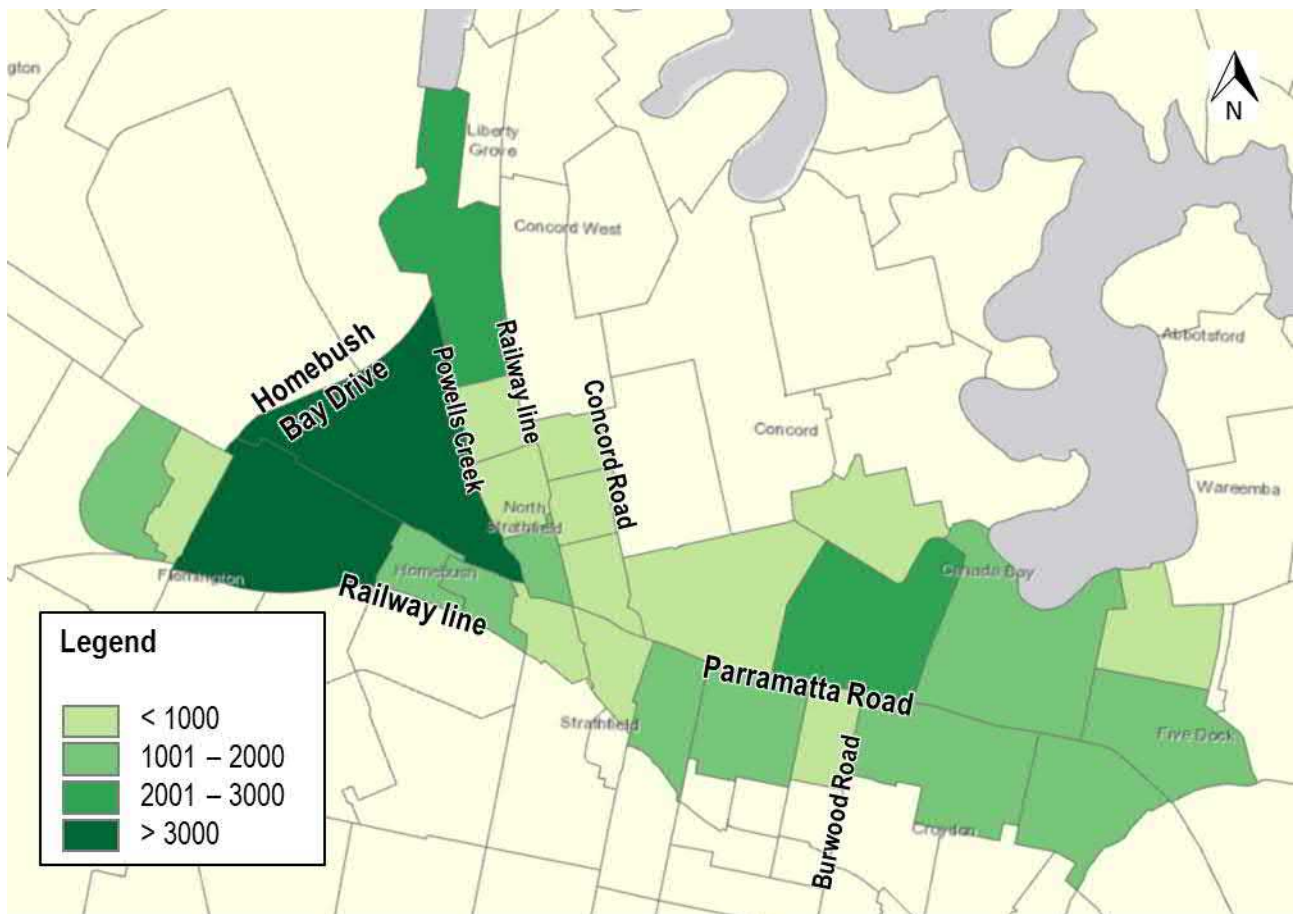 gton
Liberty
Grove
N
Concord West
Homebush
Bay Drive
Abbotsford
Railway line
Powells Creek
Concord Road
Concord
Wareemba
North
Strathfield
Flemington
Homebush
Canada Bay
Railway line
Parramatta Road
Strathfield
Five Dock
Burwood Road
Croydon
Legend
< 1000
1001 – 2000
2001 – 3000
> 3000